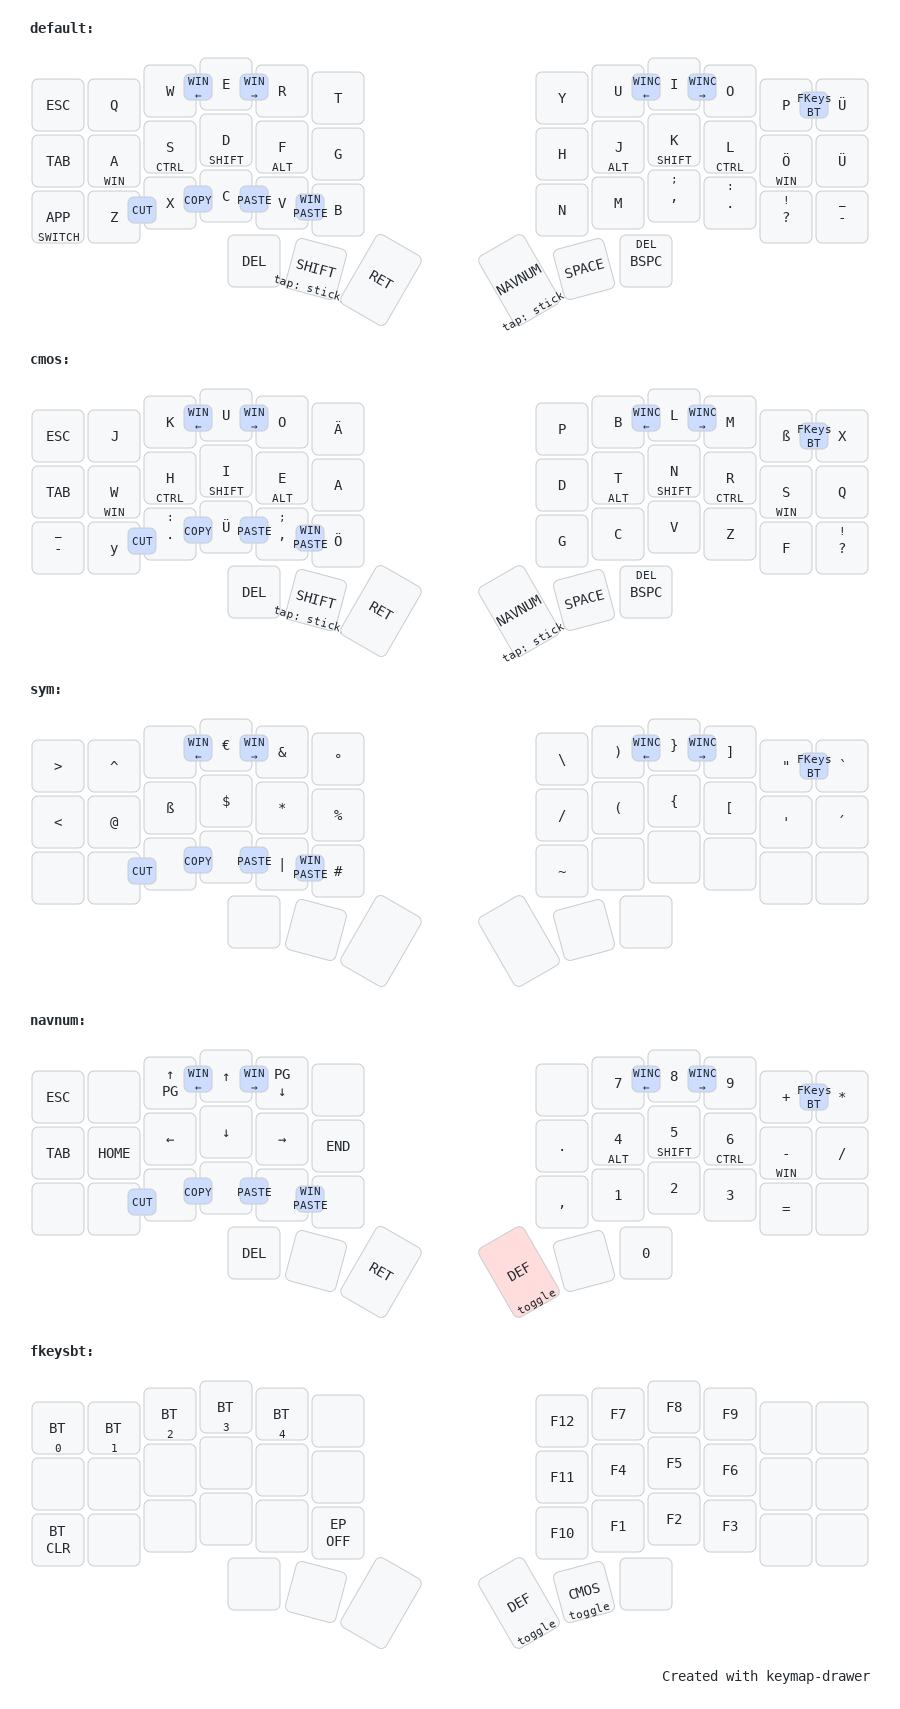 default:
ESC Q W WIN ← E WIN → R T Y U WINC ← I WINC → O P FKeys BT Ü
TAB A WIN S CTRL D SHIFT F ALT G H J ALT K SHIFT L CTRL Ö WIN Ü
APP SWITCH Z CUT X COPY C PASTE V WIN PASTE B N M ; , : . ! ? _ -
DEL SHIFT tap: stick RET NAVNUM tap: stick SPACE DEL BSPC
cmos:
ESC J K WIN ← U WIN → O Ä P B WINC ← L WINC → M ß FKeys BT X
TAB W WIN H CTRL I SHIFT E ALT A D T ALT N SHIFT R CTRL S WIN Q
_ - y CUT : . COPY Ü PASTE ; , WIN PASTE Ö G C V Z F ! ?
DEL SHIFT tap: stick RET NAVNUM tap: stick SPACE DEL BSPC
sym:
> ^ WIN ← € WIN → & ° \ ) WINC ← } WINC → ] " FKeys BT `
< @ ß $ * % / ( { [ ' ´
CUT COPY PASTE | WIN PASTE # ~
navnum:
ESC ↑ PG WIN ← ↑ WIN → PG ↓ 7 WINC ← 8 WINC → 9 + FKeys BT *
TAB HOME ← ↓ → END . 4 ALT 5 SHIFT 6 CTRL - WIN /
CUT COPY PASTE WIN PASTE , 1 2 3 =
DEL RET DEF toggle 0
fkeysbt:
BT 0 BT 1 BT 2 BT 3 BT 4 F12 F7 F8 F9
F11 F4 F5 F6
BT CLR EP OFF F10 F1 F2 F3
DEF toggle CMOS toggle
Created with keymap-drawer